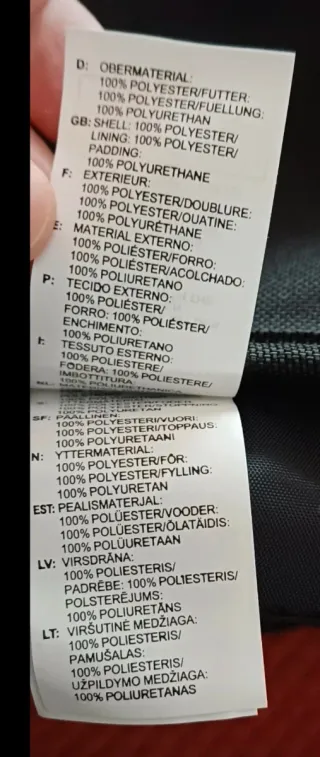 D: OBERMATERIAL:
100% POLYESTER/FUTTER:
100% POLYESTER/FUELLUNG:
100% POLYURETHAN
GB: SHELL: 100% POLYESTER/
LINING: 100% POLYESTER/
PADDING:
100% POLYURETHANE
F: EXTERIEUR:
100% POLYESTER/DOUBLURE:
100% POLYESTER/OUATINE:
100% POLYURÉTHANE
E: MATERIAL EXTERNO:
100% POLIÉSTER/FORRO:
100% POLIÉSTER/ACOLCHADO:
100% POLIURETANO
P: TECIDO EXTERNO:
100% POLIÉSTER/
FORRO: 100% POLIÉSTER/
ENCHIMENTO:
100% POLIURETANO
I: TESSUTO ESTERNO:
100% POLIESTERE/
FODERA: 100% POLIESTERE/
IMBOTTITURA
100% POLYURETAN
SF: PÄÄLLINEN:
100% POLYESTERI/VUORI:
100% POLYESTERI/TOPPAUS:
100% POLYURETAANI
N: YTTERMATERIAL:
100% POLYESTER/FÔR:
100% POLYESTER/FYLLING:
100% POLYURETAN
EST: PEALISMATERJAL:
100% POLÜESTER/VOODER:
100% POLÜESTER/ÕLATÄIDIS:
100% POLÜURETAAN
LV: VIRSDRĀNA:
100% POLIESTERIS/
PADRĒBE: 100% POLIESTERIS/
POLSTERĒJUMS:
100% POLIURETĀNS
LT: VIRŠUTINĖ MEDŽIAGA:
100% POLIESTERIS/
PAMUŠALAS:
100% POLIESTERIS/
UŽPILDYMO MEDŽIAGA:
100% POLIURETANAS